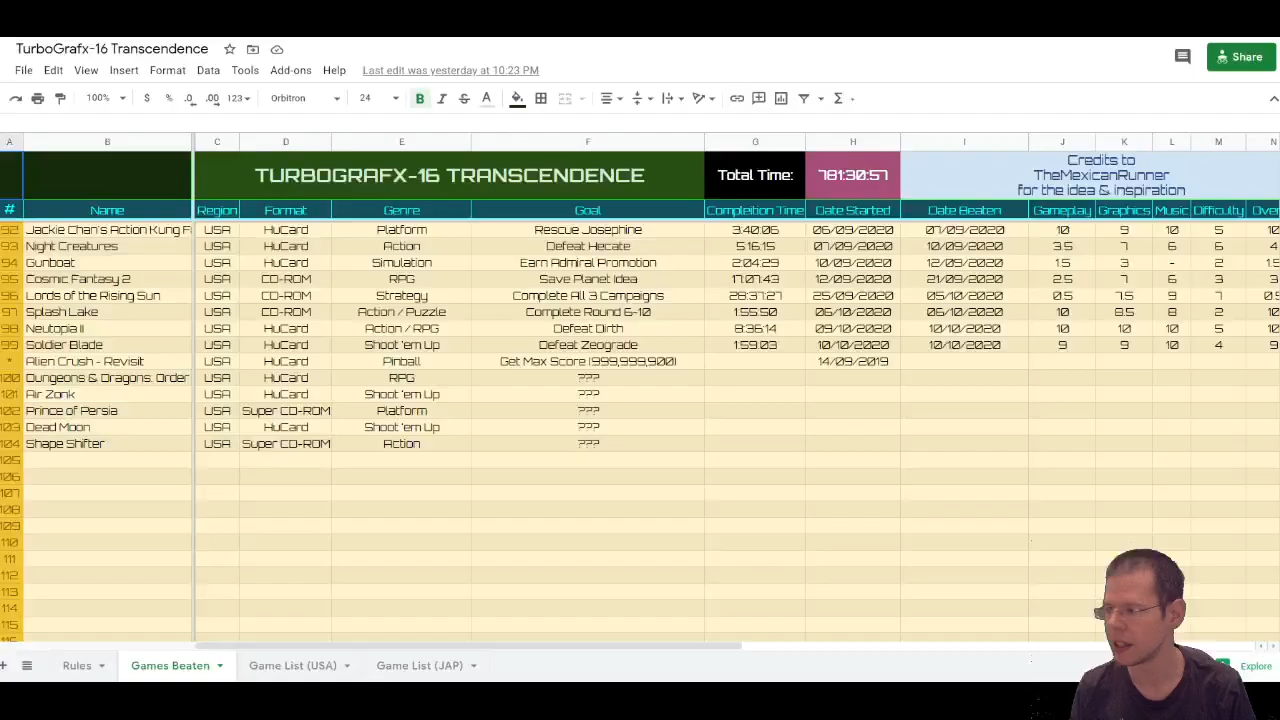 TurboGrafx-16 Transcendence
File Edit View Insert Format Data Tools Add-ons Help Last edit was yesterday at 10:23 PM
Share
100% $ % .0 .00 123 Orbitron 24 B I S A
A B C D E F G H I J K L M N
TURBOGRAFX-16 TRANSCENDENCE Total Time: 781:30:57 Credits to
TheMexicanRunner
for the idea & inspiration
# Name Region Format Genre Goal Compleition Time Date Started Date Beaten Gameplay Graphics Music Difficulty Over
92 Jackie Chan's Action Kung F USA HuCard Platform Rescue Josephine 3:40:06 06/09/2020 07/09/2020 10 9 10 5 10
93 Night Creatures USA HuCard Action Defeat Hecate 5:16:15 07/09/2020 10/09/2020 3.5 7 6 6 4
94 Gunboat USA HuCard Simulation Earn Admiral Promotion 2:04:29 10/09/2020 12/09/2020 1.5 3 - 2 1.5
95 Cosmic Fantasy 2 USA CD-ROM RPG Save Planet Idea 17:07:43 12/09/2020 21/09/2020 2.5 7 6 3 3
96 Lords of the Rising Sun USA CD-ROM Strategy Complete All 3 Campaigns 28:37:27 25/09/2020 05/10/2020 0.5 7.5 9 7 0.5
97 Splash Lake USA CD-ROM Action / Puzzle Complete Round 6-10 1:55:50 06/10/2020 06/10/2020 10 8.5 8 2 10
98 Neutopia II USA HuCard Action / RPG Defeat Dirth 8:36:14 09/10/2020 10/10/2020 10 10 10 5 10
99 Soldier Blade USA HuCard Shoot 'em Up Defeat Zeograde 1:59:03 10/10/2020 10/10/2020 9 9 10 4 9
* Alien Crush - Revisit USA HuCard Pinball Get Max Score (999,999,900) 14/09/2019
100 Dungeons & Dragons: Order USA HuCard RPG ???
101 Air Zonk USA HuCard Shoot 'em Up ???
102 Prince of Persia USA Super CD-ROM Platform ???
103 Dead Moon USA HuCard Shoot 'em Up ???
104 Shape Shifter USA Super CD-ROM Action ???
105
106
107
108
109
110
111
112
113
114
115
116
Rules Games Beaten Game List (USA) Game List (JAP) Explore